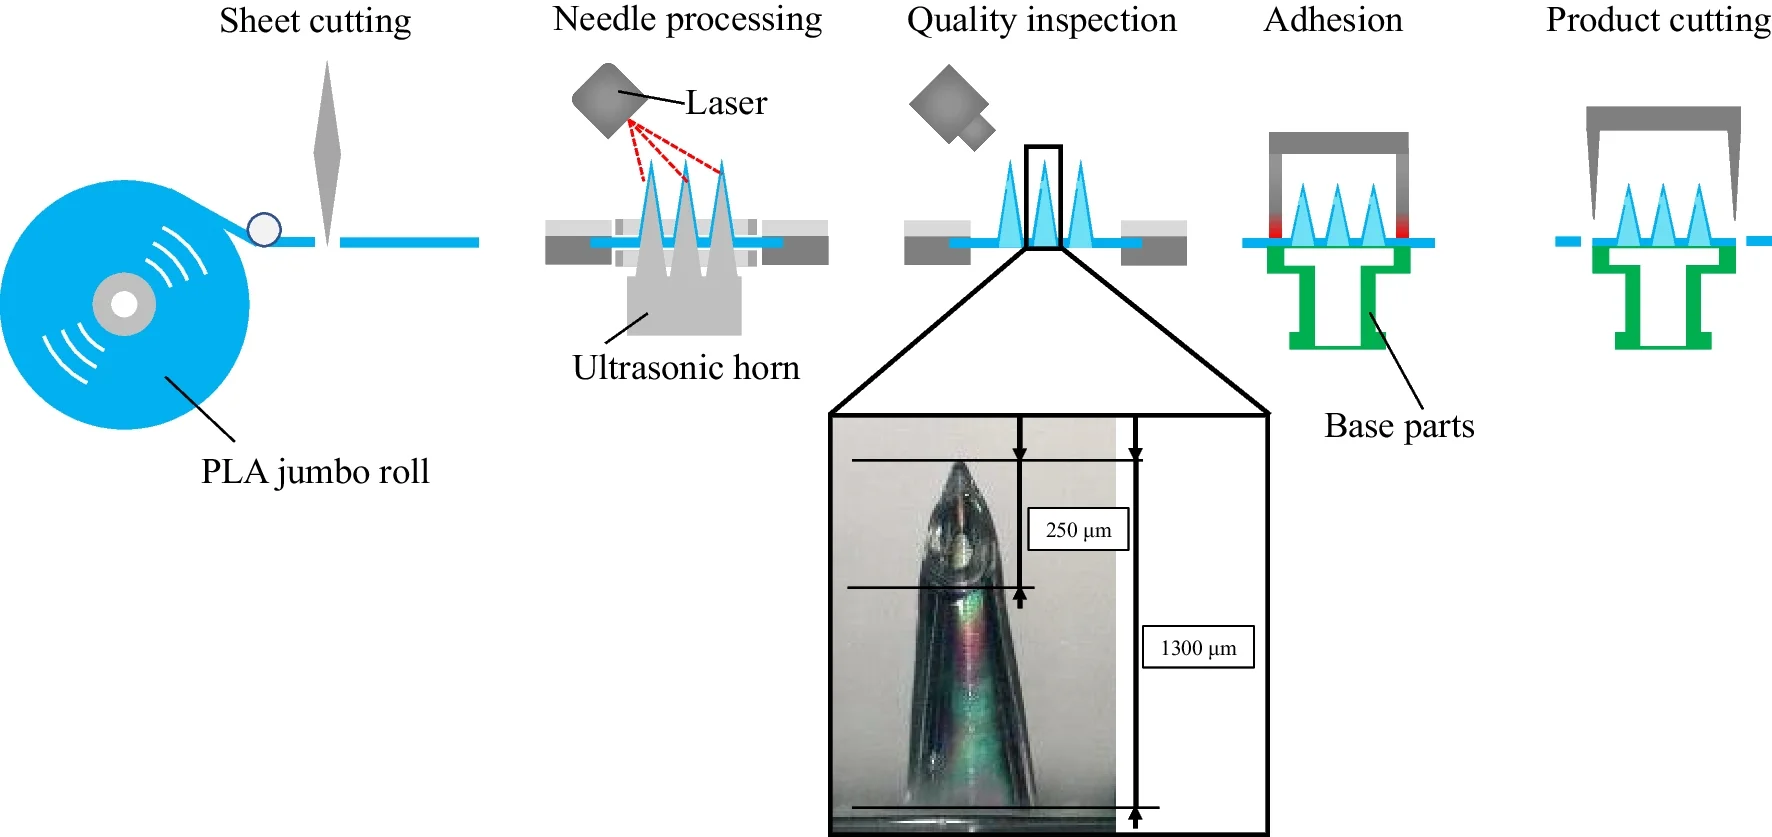 Sheet cutting
Needle processing
Quality inspection
Adhesion
Product cutting
Laser
Ultrasonic horn
PLA jumbo roll
Base parts
250 μm
1300 μm